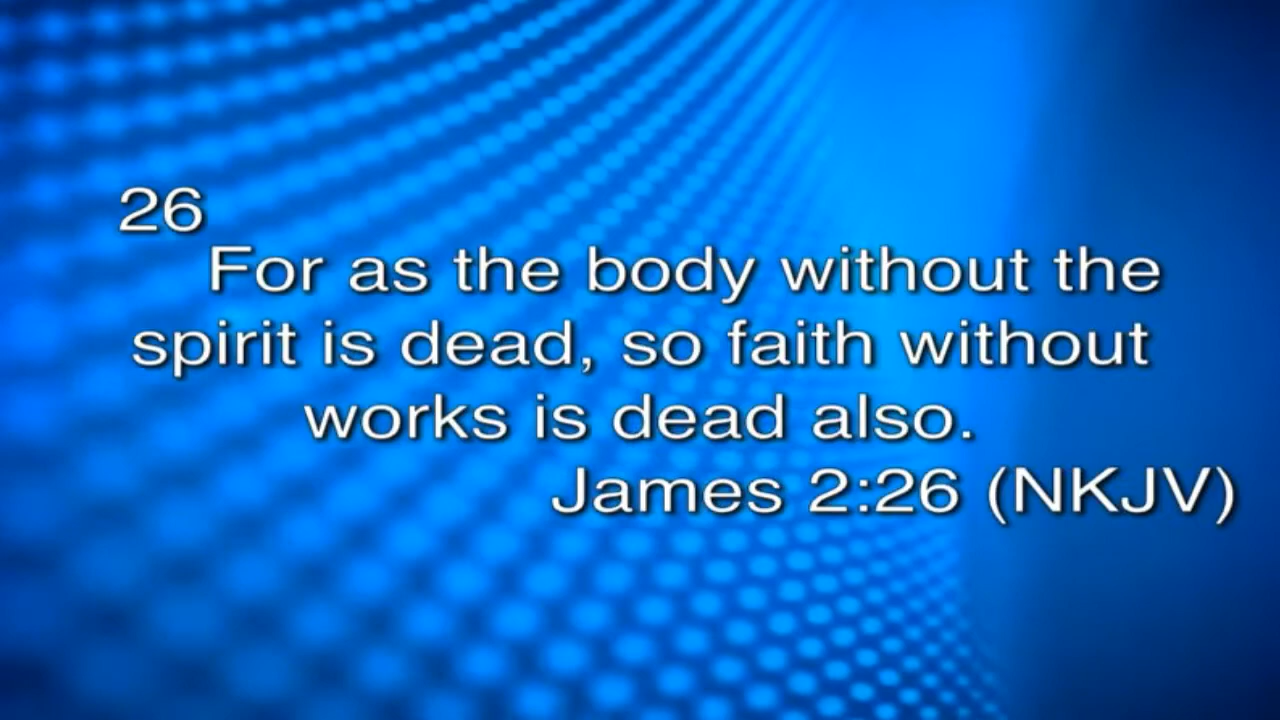 26
For as the body without the
spirit is dead, so faith without
works is dead also.
James 2:26 (NKJV)